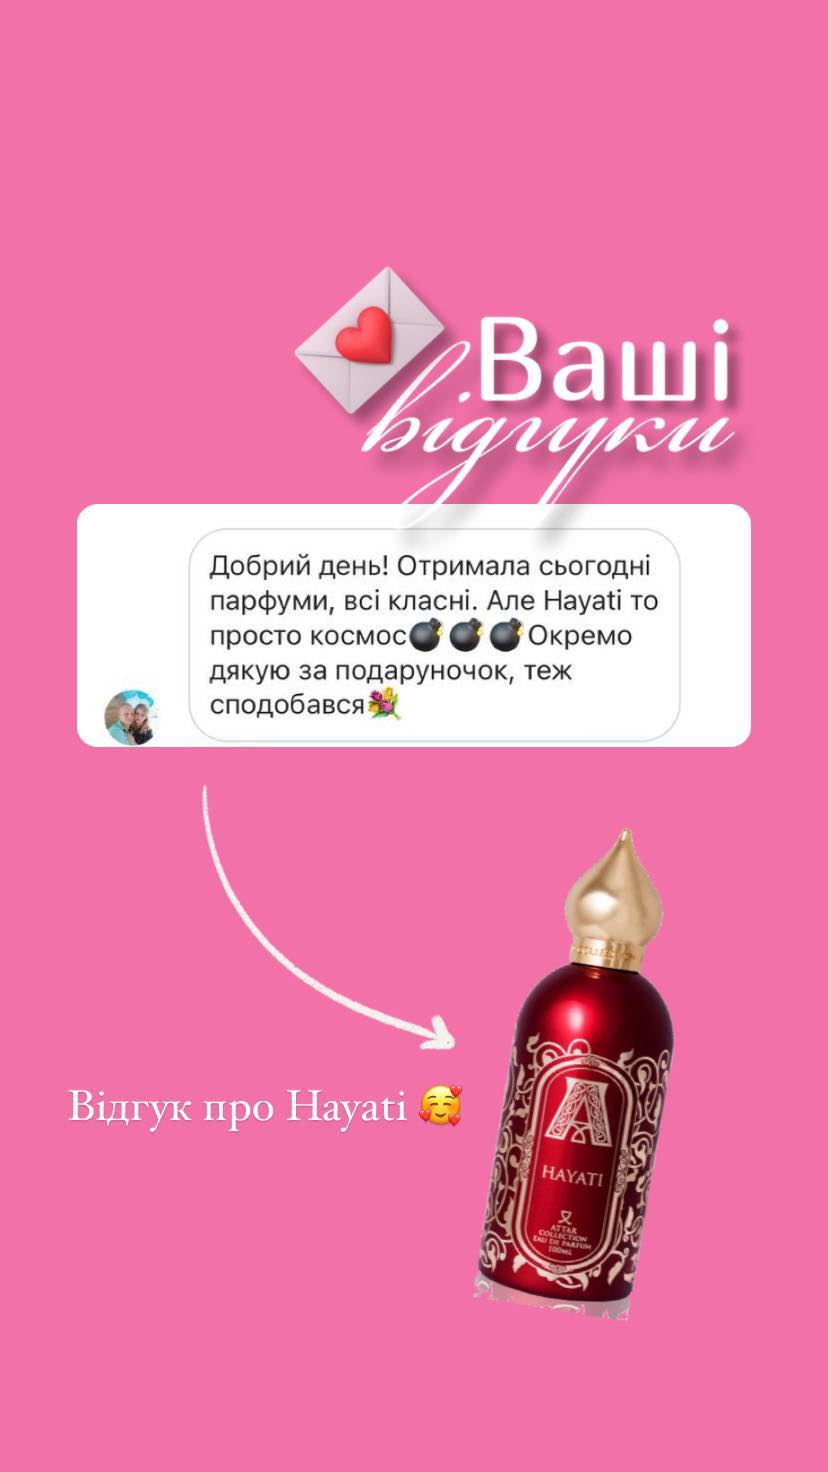 Ваші
відгуки
Добрий день! Отримала сьогодні
парфуми, всі класні. Але Hayati то
просто космос💣💣💣Окремо
дякую за подаруночок, теж
сподобався💐
Відгук про Hayati 🥰
A
HAYATI
ATTAR
COLLECTION
EAU DE PARFUM
100ML